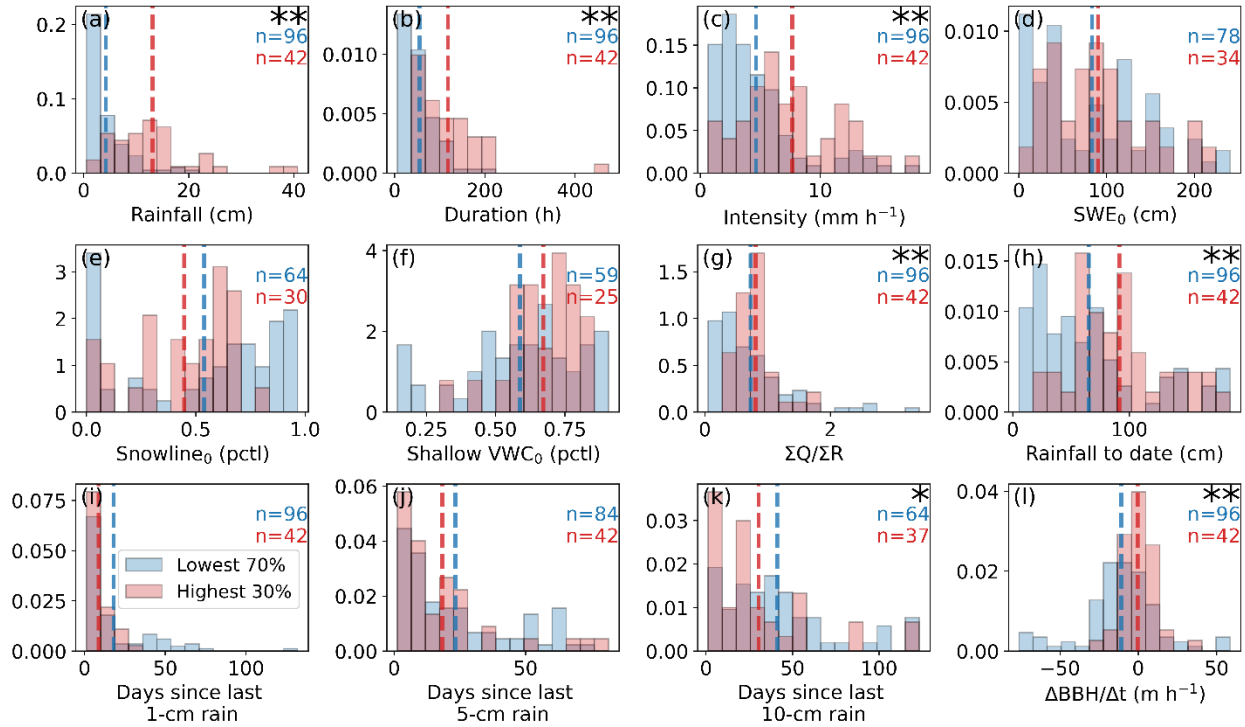 (a)
**
n=96
n=42
0.2
0.1
0.0
0
20
40
Rainfall (cm)
(b)
**
n=96
n=42
0.010
0.005
0.000
0
200
400
Duration (h)
(c)
**
n=96
n=42
0.15
0.10
0.05
0.00
0
10
Intensity (mm h⁻¹)
(d)
n=78
n=34
0.010
0.005
0.000
0
100
200
SWE₀ (cm)
(e)
n=64
n=30
3
2
1
0
0.0
0.5
1.0
Snowline₀ (pctl)
(f)
n=59
n=25
4
2
0
0.25
0.50
0.75
Shallow VWC₀ (pctl)
(g)
**
n=96
n=42
1.5
1.0
0.5
0.0
0
2
ΣQ/ΣR
(h)
**
n=96
n=42
0.015
0.010
0.005
0.000
100
Rainfall to date (cm)
(i)
n=96
n=42
Lowest 70%
Highest 30%
0.075
0.050
0.025
0.000
0
50
100
Days since last
1-cm rain
(j)
n=84
n=42
0.06
0.04
0.02
0.00
50
Days since last
5-cm rain
(k)
*
n=64
n=37
0.03
0.02
0.01
0.00
0
50
100
Days since last
10-cm rain
(l)
**
n=96
n=42
0.04
0.02
0.00
−50
0
50
ΔBBH/Δt (m h⁻¹)